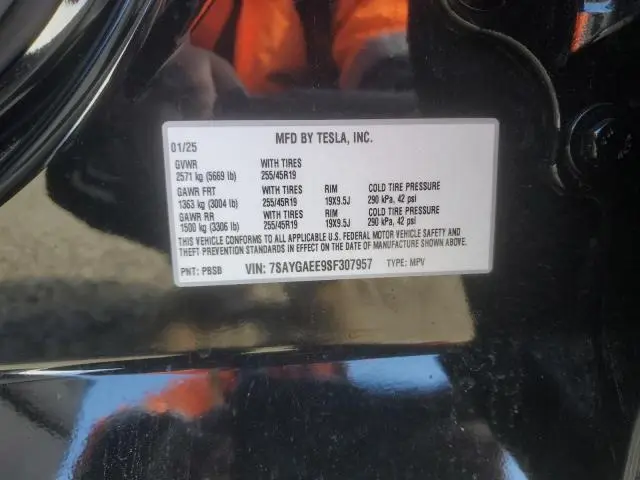 01/25 MFD BY TESLA, INC.
GVWR WITH TIRES
2571 kg (5669 lb) 255/45R19
GAWR FRT WITH TIRES RIM COLD TIRE PRESSURE
1363 kg (3004 lb) 255/45R19 19X9.5J 290 kPa, 42 psi
GAWR RR WITH TIRES RIM COLD TIRE PRESSURE
1500 kg (3306 lb) 255/45R19 19X9.5J 290 kPa, 42 psi
THIS VEHICLE CONFORMS TO ALL APPLICABLE U.S. FEDERAL MOTOR VEHICLE SAFETY AND
THEFT PREVENTION STANDARDS IN EFFECT ON THE DATE OF MANUFACTURE SHOWN ABOVE.
PNT: PBSB VIN: 7SAYGAEE9SF307957 TYPE: MPV